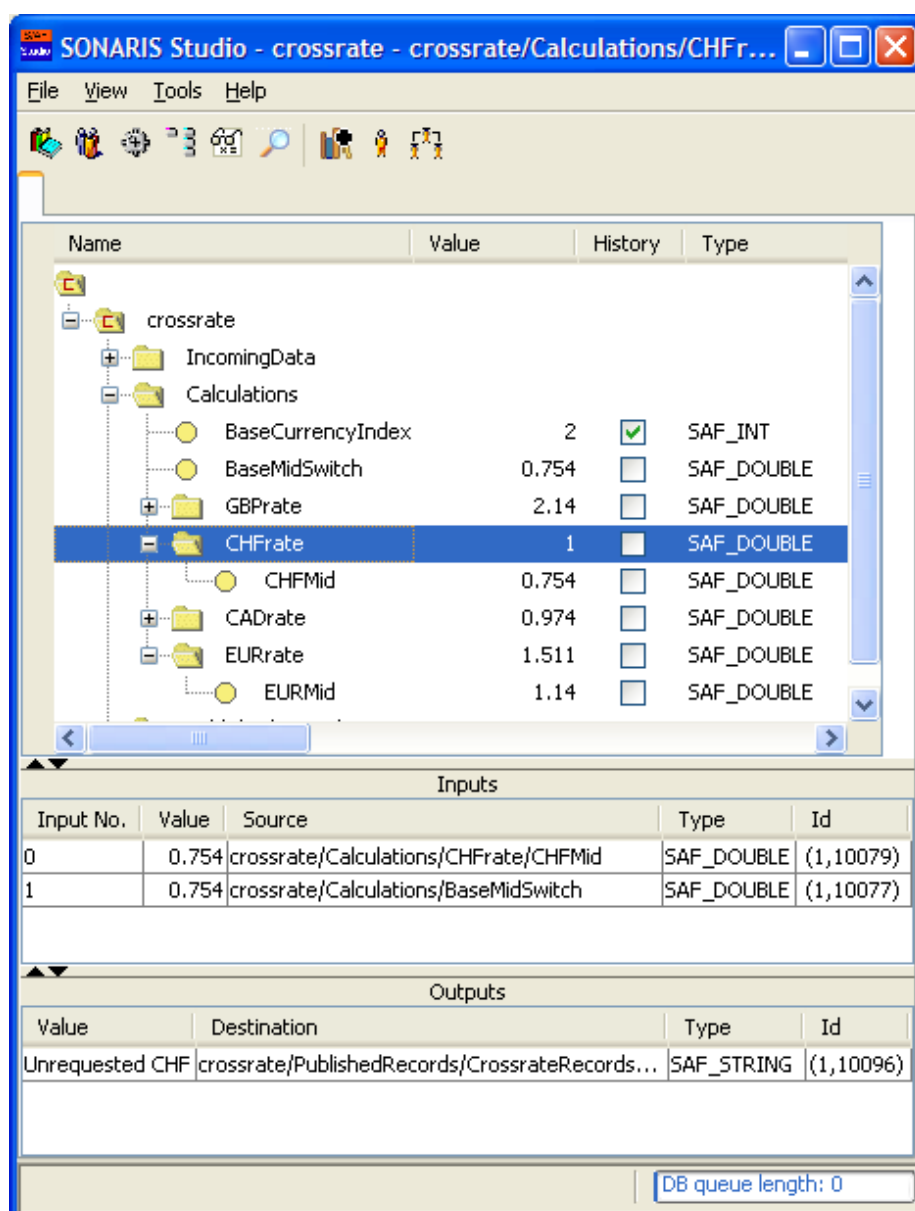 SONARIS Studio - crossrate - crossrate/Calculations/CHFr...
File View Tools Help
Name Value History Type
crossrate
IncomingData
Calculations
BaseCurrencyIndex 2 SAF_INT
BaseMidSwitch 0.754 SAF_DOUBLE
GBPrate 2.14 SAF_DOUBLE
CHFrate 1 SAF_DOUBLE
CHFMid 0.754 SAF_DOUBLE
CADrate 0.974 SAF_DOUBLE
EURrate 1.511 SAF_DOUBLE
EURMid 1.14 SAF_DOUBLE
Inputs
Input No. Value Source Type Id
0 0.754 crossrate/Calculations/CHFrate/CHFMid SAF_DOUBLE (1,10079)
1 0.754 crossrate/Calculations/BaseMidSwitch SAF_DOUBLE (1,10077)
Outputs
Value Destination Type Id
Unrequested CHF crossrate/PublishedRecords/CrossrateRecords... SAF_STRING (1,10096)
DB queue length: 0